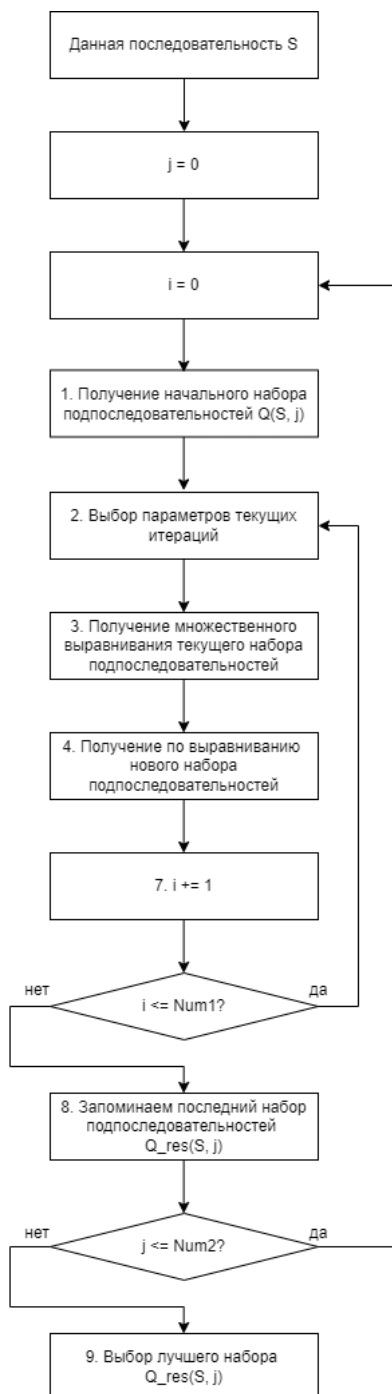 Данная последовательность S
j = 0
i = 0
1. Получение начального набора
подпоследовательностей Q(S, j)
2. Выбор параметров текущих
итераций
3. Получение множественного
выравнивания текущего набора
подпоследовательностей
4. Получение по выравниванию
нового набора
подпоследовательностей
7. i += 1
нет
i <= Num1?
да
8. Запоминаем последний набор
подпоследовательностей
Q_res(S, j)
нет
j <= Num2?
да
9. Выбор лучшего набора
Q_res(S, j)